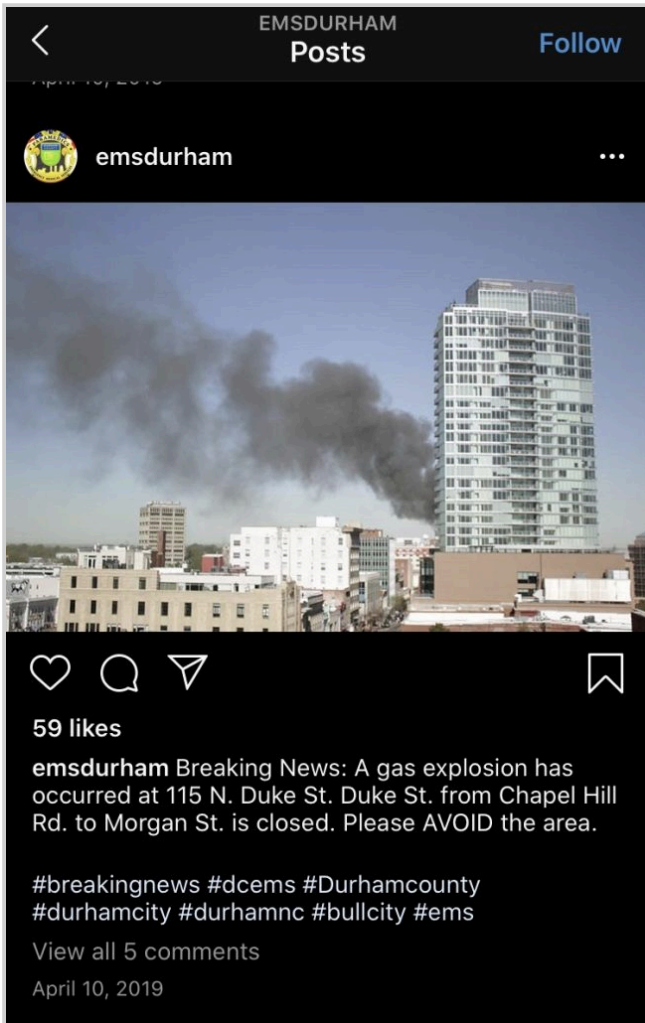 EMSDURHAM
Posts
Follow
emsdurham
59 likes
emsdurham Breaking News: A gas explosion has
occurred at 115 N. Duke St. Duke St. from Chapel Hill
Rd. to Morgan St. is closed. Please AVOID the area.
#breakingnews #dcems #Durhamcounty
#durhamcity #durhamnc #bullcity #ems
View all 5 comments
April 10, 2019